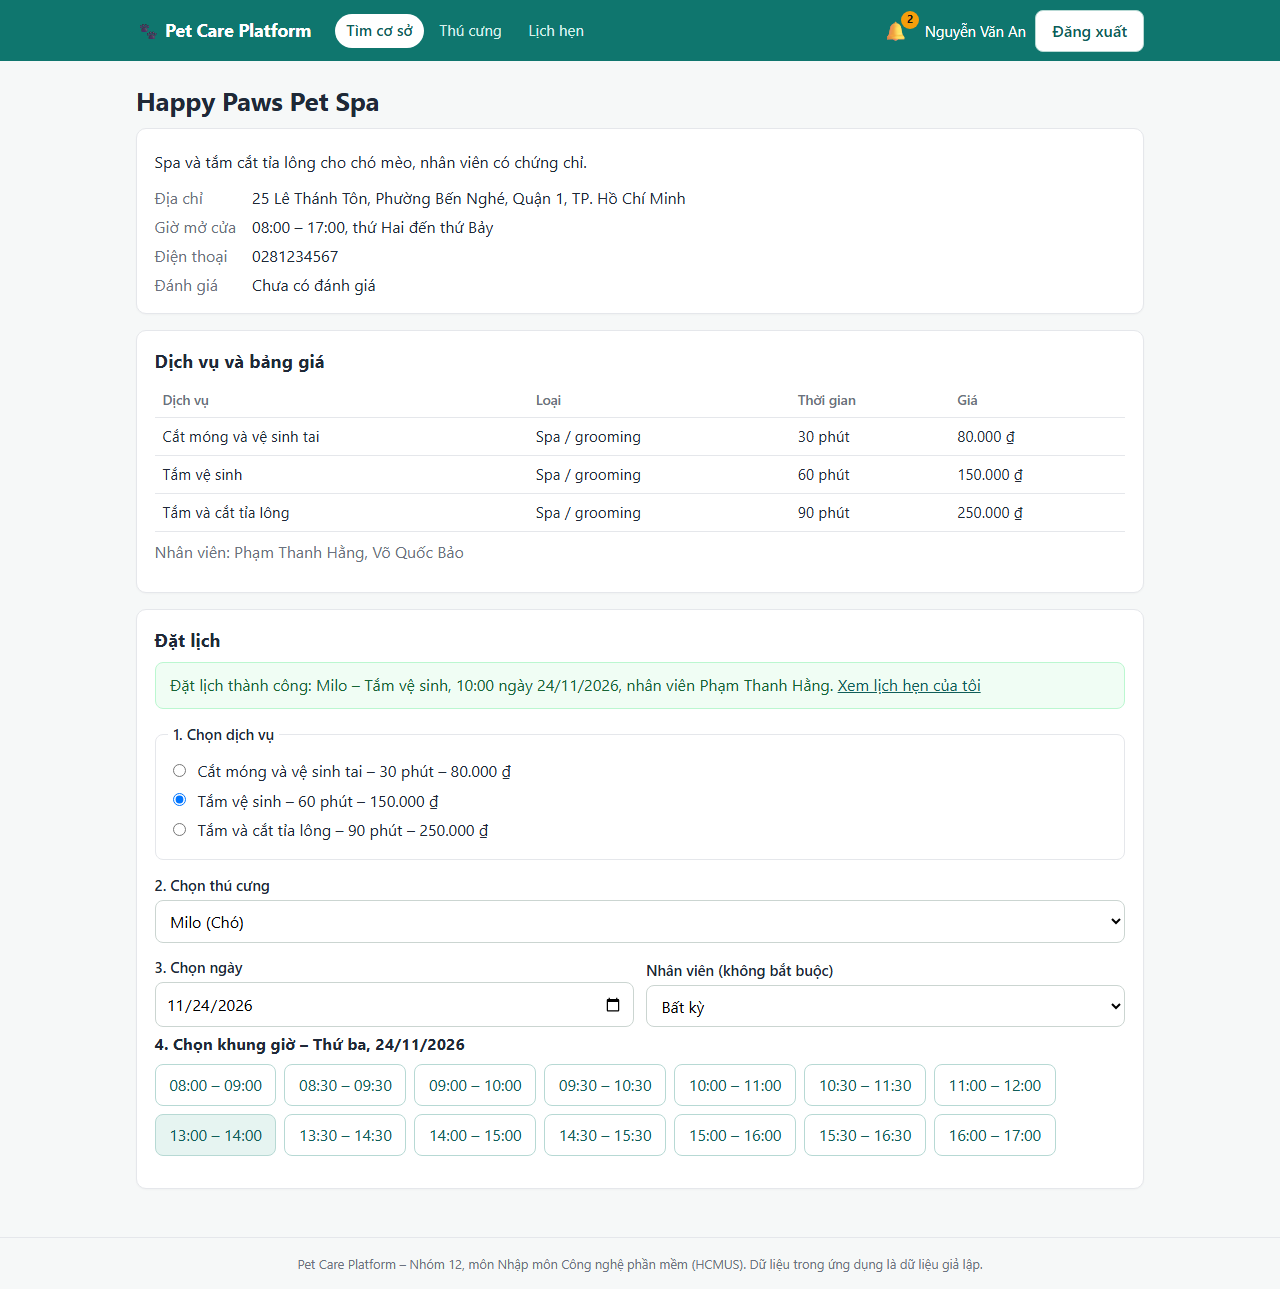 Pet Care Platform
Tìm cơ sở
Thú cưng
Lịch hẹn
2
Nguyễn Văn An
Đăng xuất
Happy Paws Pet Spa
Spa và tắm cắt tỉa lông cho chó mèo, nhân viên có chứng chỉ.
Địa chỉ 25 Lê Thánh Tôn, Phường Bến Nghé, Quận 1, TP. Hồ Chí Minh
Giờ mở cửa 08:00 – 17:00, thứ Hai đến thứ Bảy
Điện thoại 0281234567
Đánh giá Chưa có đánh giá
Dịch vụ và bảng giá
Dịch vụ Loại Thời gian Giá
Cắt móng và vệ sinh tai Spa / grooming 30 phút 80.000 ₫
Tắm vệ sinh Spa / grooming 60 phút 150.000 ₫
Tắm và cắt tỉa lông Spa / grooming 90 phút 250.000 ₫
Nhân viên: Phạm Thanh Hằng, Võ Quốc Bảo
Đặt lịch
Đặt lịch thành công: Milo – Tắm vệ sinh, 10:00 ngày 24/11/2026, nhân viên Phạm Thanh Hằng. Xem lịch hẹn của tôi
1. Chọn dịch vụ
Cắt móng và vệ sinh tai – 30 phút – 80.000 ₫
Tắm vệ sinh – 60 phút – 150.000 ₫
Tắm và cắt tỉa lông – 90 phút – 250.000 ₫
2. Chọn thú cưng
Milo (Chó)
3. Chọn ngày
11/24/2026
Nhân viên (không bắt buộc)
Bất kỳ
4. Chọn khung giờ – Thứ ba, 24/11/2026
08:00 – 09:00 08:30 – 09:30 09:00 – 10:00 09:30 – 10:30 10:00 – 11:00 10:30 – 11:30 11:00 – 12:00
13:00 – 14:00 13:30 – 14:30 14:00 – 15:00 14:30 – 15:30 15:00 – 16:00 15:30 – 16:30 16:00 – 17:00
Pet Care Platform – Nhóm 12, môn Nhập môn Công nghệ phần mềm (HCMUS). Dữ liệu trong ứng dụng là dữ liệu giả lập.